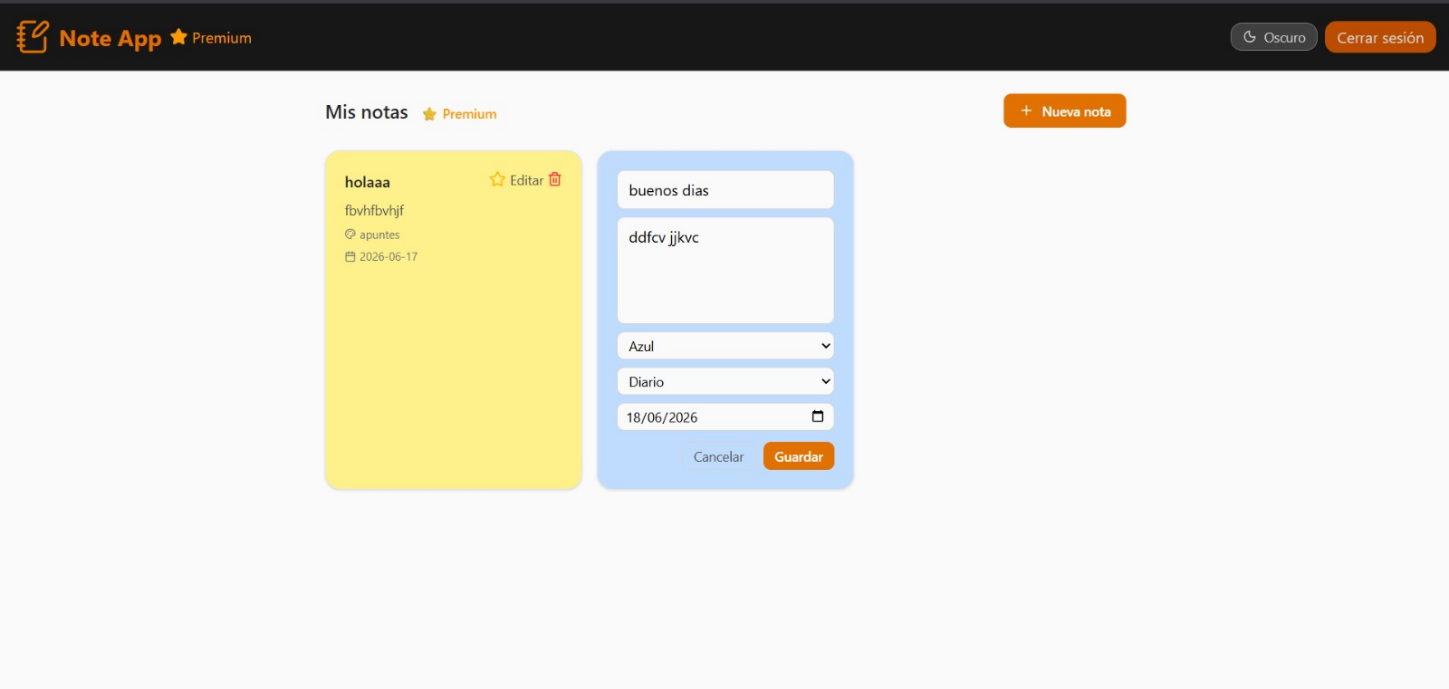 Note App Premium Oscuro Cerrar sesión
Mis notas Premium + Nueva nota
holaaa Editar
fbvhfbvhjf
apuntes
2026-06-17
buenos dias
ddfcv jjkvc
Azul
Diario
18/06/2026
Cancelar Guardar